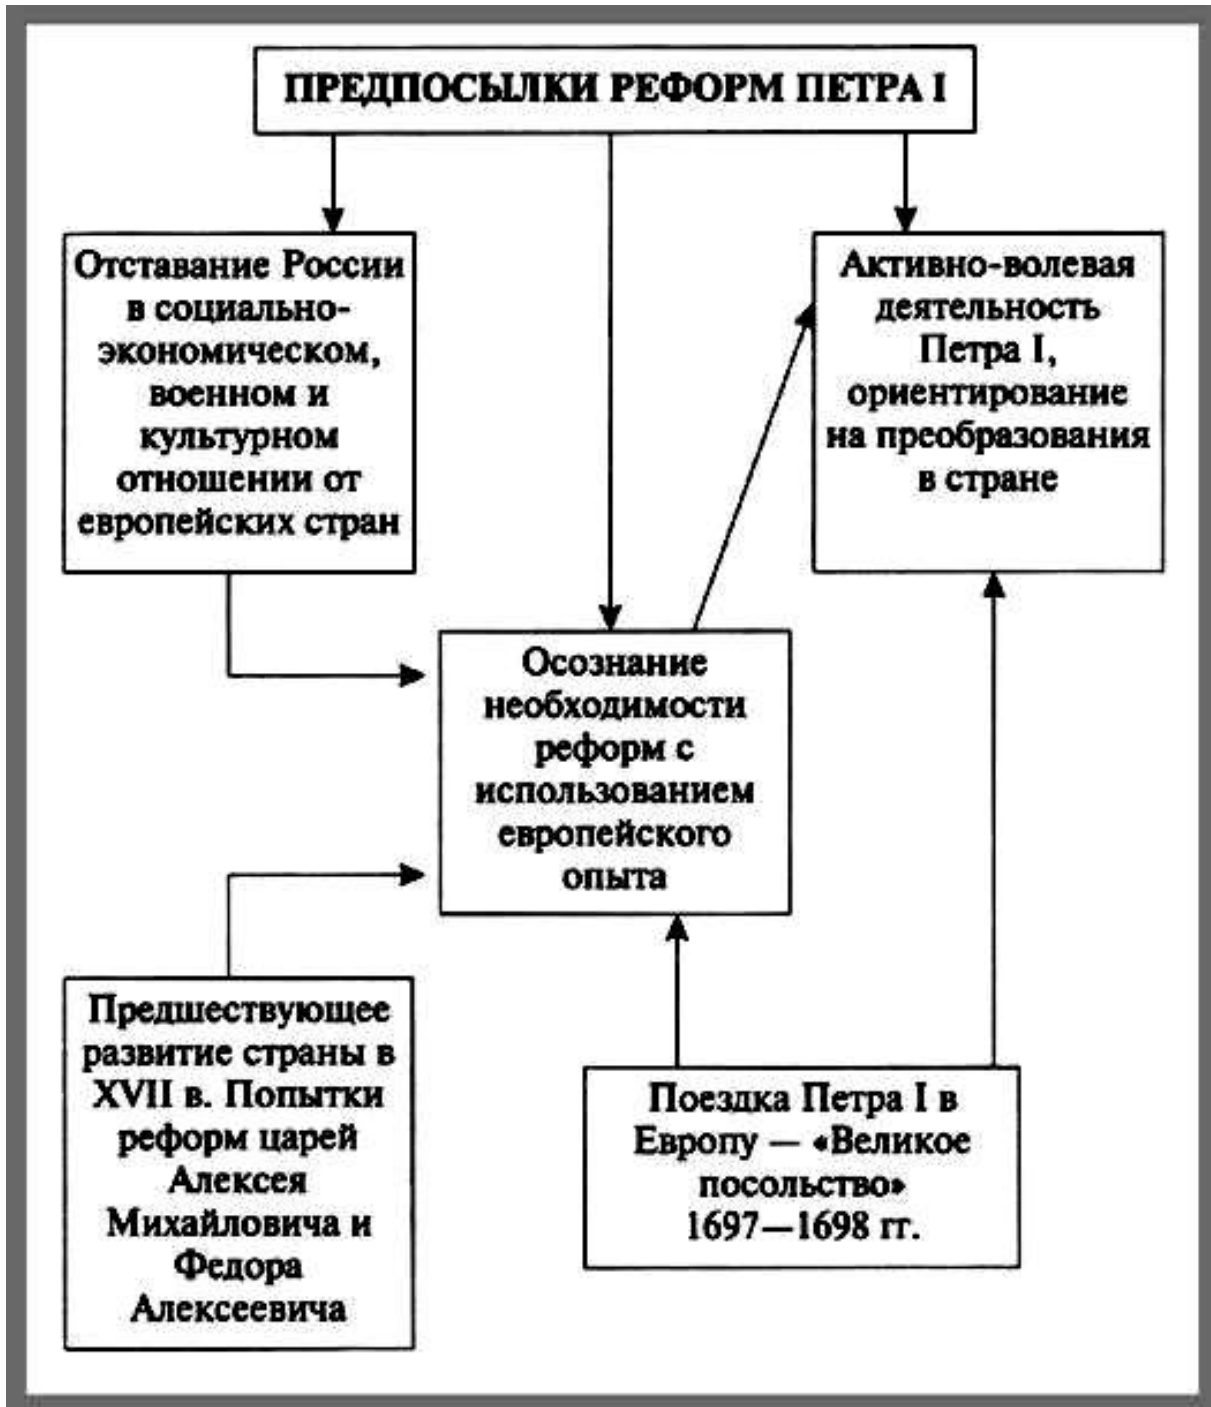 ПРЕДПОСЫЛКИ РЕФОРМ ПЕТРА I
Отставание России
в социально-
экономическом,
военном и
культурном
отношении от
европейских стран
Активно-волевая
деятельность
Петра I,
ориентирование
на преобразования
в стране
Осознание
необходимости
реформ с
использованием
европейского
опыта
Предшествующее
развитие страны в
XVII в. Попытки
реформ царей
Алексея
Михайловича и
Федора
Алексеевича
Поездка Петра I в
Европу — «Великое
посольство»
1697—1698 гг.